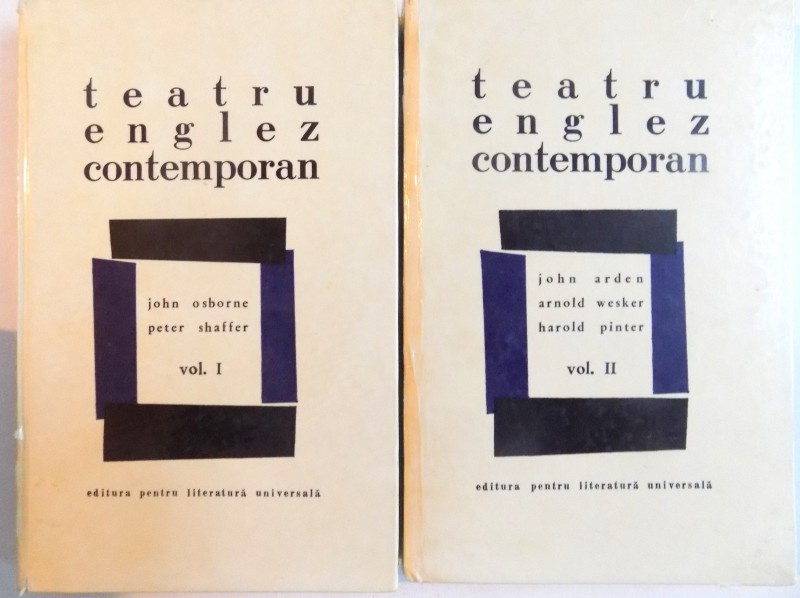 teatru
englez
contemporan
john osborne
peter shaffer
vol. I
editura pentru literatură universală
teatru
englez
contemporan
john arden
arnold wesker
harold pinter
vol. II
editura pentru literatură universală